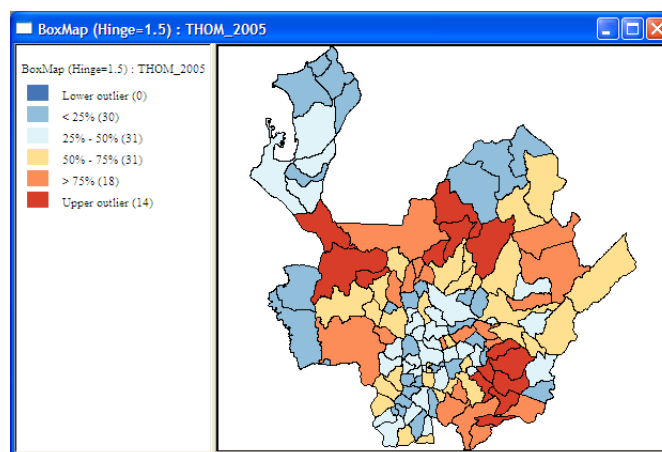 BoxMap (Hinge=1.5) : THOM_2005
BoxMap (Hinge=1.5) : THOM_2005
Lower outlier (0)
< 25% (30)
25% - 50% (31)
50% - 75% (31)
> 75% (18)
Upper outlier (14)